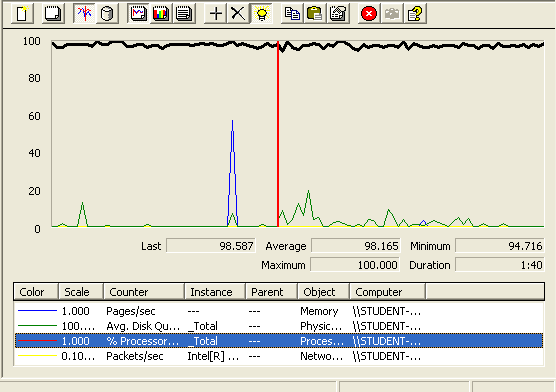 100
80
60
40
20
0
Last 98.587 Average 98.165 Minimum 94.716
Maximum 100.000 Duration 1:40
Color Scale Counter Instance Parent Object Computer
1.000 Pages/sec --- --- Memory \\STUDENT-...
100.... Avg. Disk Qu... _Total --- Physic... \\STUDENT-...
1.000 % Processor... _Total --- Proces... \\STUDENT-...
0.10... Packets/sec Intel[R] ... --- Netwo... \\STUDENT-...